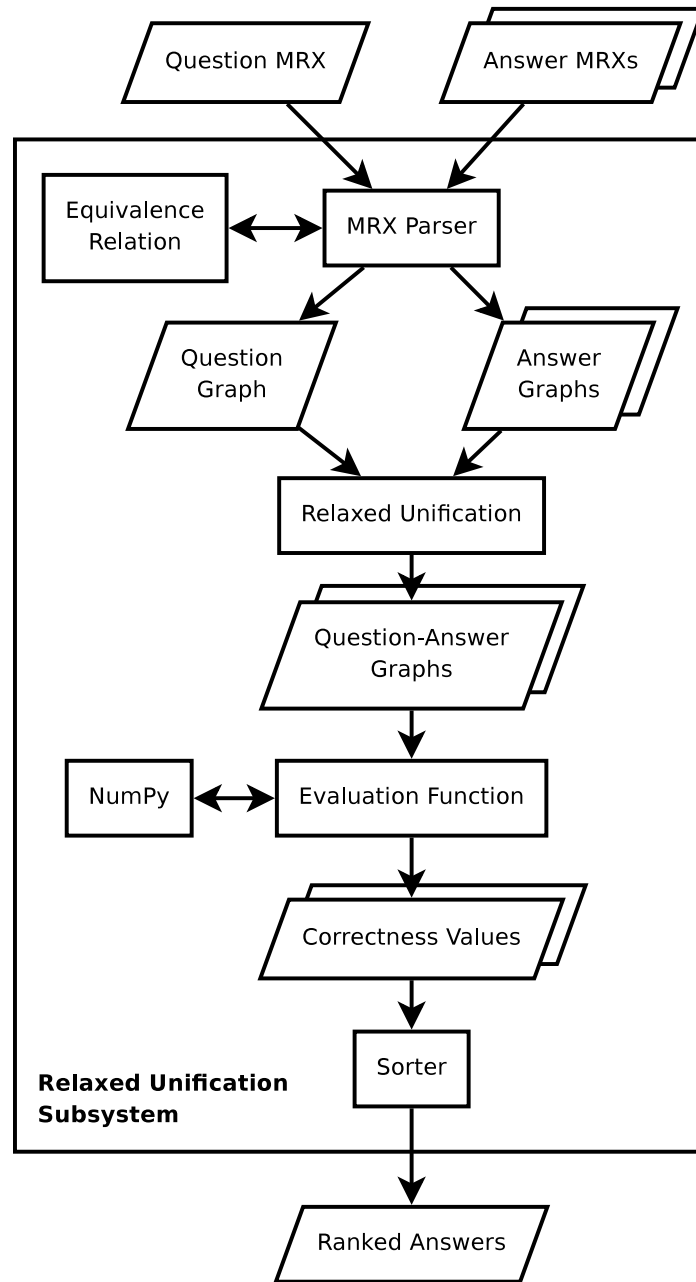 Question MRX
Answer MRXs
Equivalence
Relation
MRX Parser
Question
Graph
Answer
Graphs
Relaxed Unification
Question-Answer
Graphs
NumPy
Evaluation Function
Correctness Values
Sorter
Relaxed Unification
Subsystem
Ranked Answers